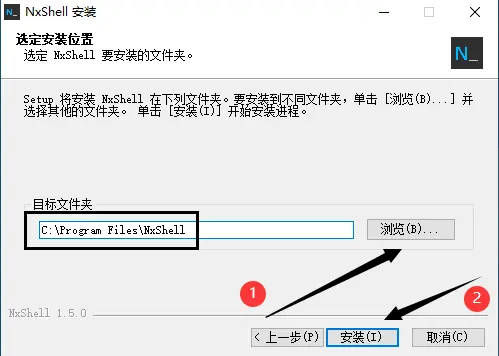 NxShell 安装
选定安装位置
选定 NxShell 要安装的文件夹。
N_
Setup 将安装 NxShell 在下列文件夹。要安装到不同文件夹，单击 [浏览(B)...] 并
选择其他的文件夹。 单击 [安装(I)] 开始安装进程。
目标文件夹
C:\Program Files\NxShell
浏览(B)...
1
2
NxShell 1.5.0
< 上一步(P)
安装(I)
取消(C)